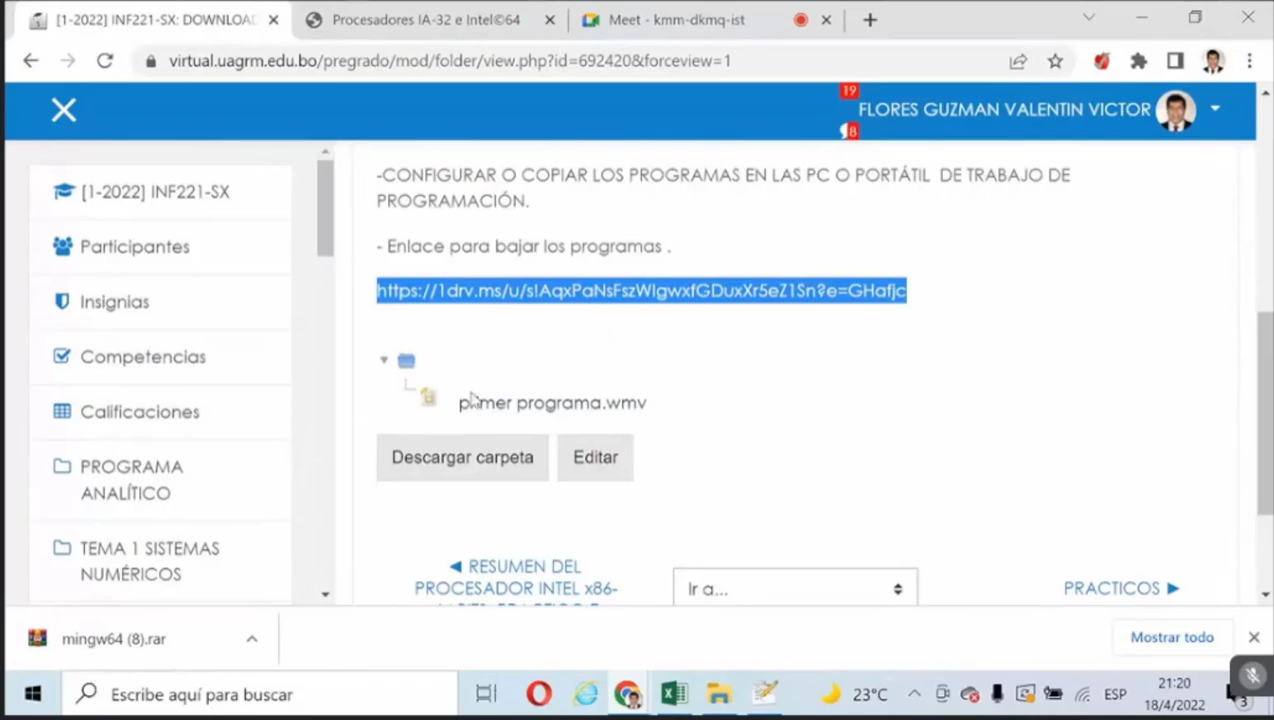 [1-2022] INF221-SX: DOWNLOA
Procesadores IA-32 e Intel©64
Meet - kmm-dkmq-ist
virtual.uagrm.edu.bo/pregrado/mod/folder/view.php?id=692420&forceview=1
19
8
FLORES GUZMAN VALENTIN VICTOR
[1-2022] INF221-SX
Participantes
Insignias
Competencias
Calificaciones
PROGRAMA
ANALÍTICO
TEMA 1 SISTEMAS
NUMÉRICOS
-CONFIGURAR O COPIAR LOS PROGRAMAS EN LAS PC O PORTÁTIL DE TRABAJO DE
PROGRAMACIÓN.
- Enlace para bajar los programas .
https://1drv.ms/u/s!AqxPaNsFszWIgwxfGDuxXr5eZ1Sn?e=GHafjc
primer programa.wmv
Descargar carpeta
Editar
◄ RESUMEN DEL
PROCESADOR INTEL x86-
Ir a...
PRACTICOS ►
mingw64 (8).rar
Mostrar todo
Escribe aquí para buscar
23°C
ESP
21:20
18/4/2022
3